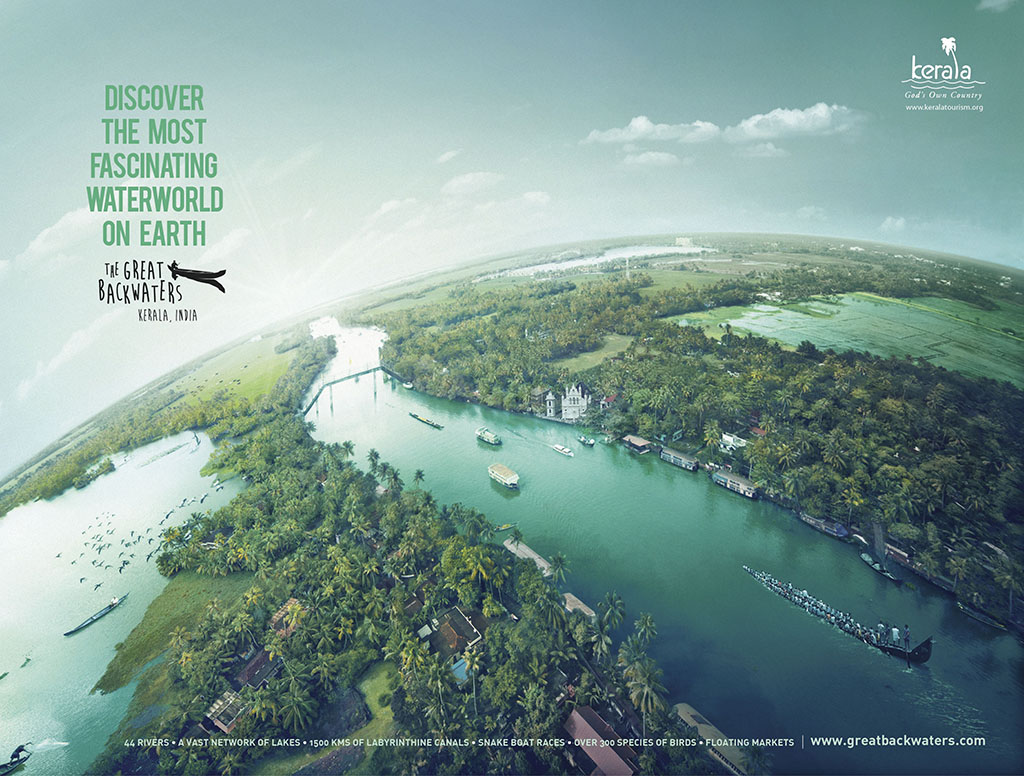 DISCOVER
THE MOST
FASCINATING
WATERWORLD
ON EARTH
THE GREAT
BACKWATERS
KERALA, INDIA
kerala
God's Own Country
www.keralatourism.org
44 RIVERS • A VAST NETWORK OF LAKES • 1500 KMS OF LABYRINTHINE CANALS • SNAKE BOAT RACES • OVER 300 SPECIES OF BIRDS • FLOATING MARKETS | www.greatbackwaters.com